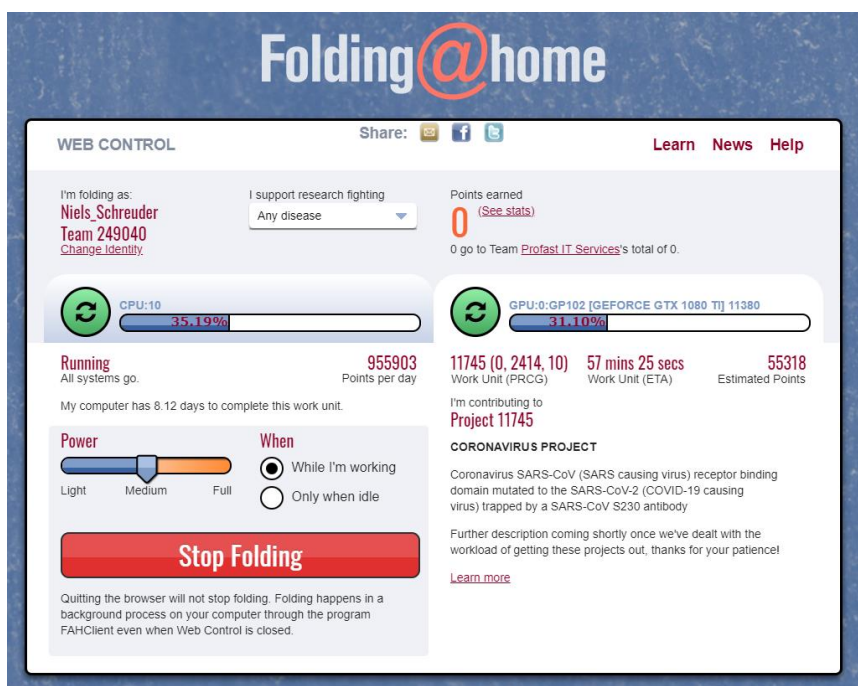 Folding@home
WEB CONTROL
Share:
Learn News Help
I'm folding as:
Niels_Schreuder
Team 249040
Change Identity
I support research fighting
Any disease
Points earned
0 (See stats)
0 go to Team Profast IT Services's total of 0.
CPU:10
35.19%
GPU:0:GP102 [GEFORCE GTX 1080 TI] 11380
31.10%
Running
All systems go.
955903
Points per day
My computer has 8.12 days to complete this work unit.
Power
Light Medium Full
When
While I'm working
Only when idle
Stop Folding
Quitting the browser will not stop folding. Folding happens in a
background process on your computer through the program
FAHClient even when Web Control is closed.
11745 (0, 2414, 10)
Work Unit (PRCG)
57 mins 25 secs
Work Unit (ETA)
55318
Estimated Points
I'm contributing to
Project 11745
CORONAVIRUS PROJECT
Coronavirus SARS-CoV (SARS causing virus) receptor binding
domain mutated to the SARS-CoV-2 (COVID-19 causing
virus) trapped by a SARS-CoV S230 antibody
Further description coming shortly once we've dealt with the
workload of getting these projects out, thanks for your patience!
Learn more